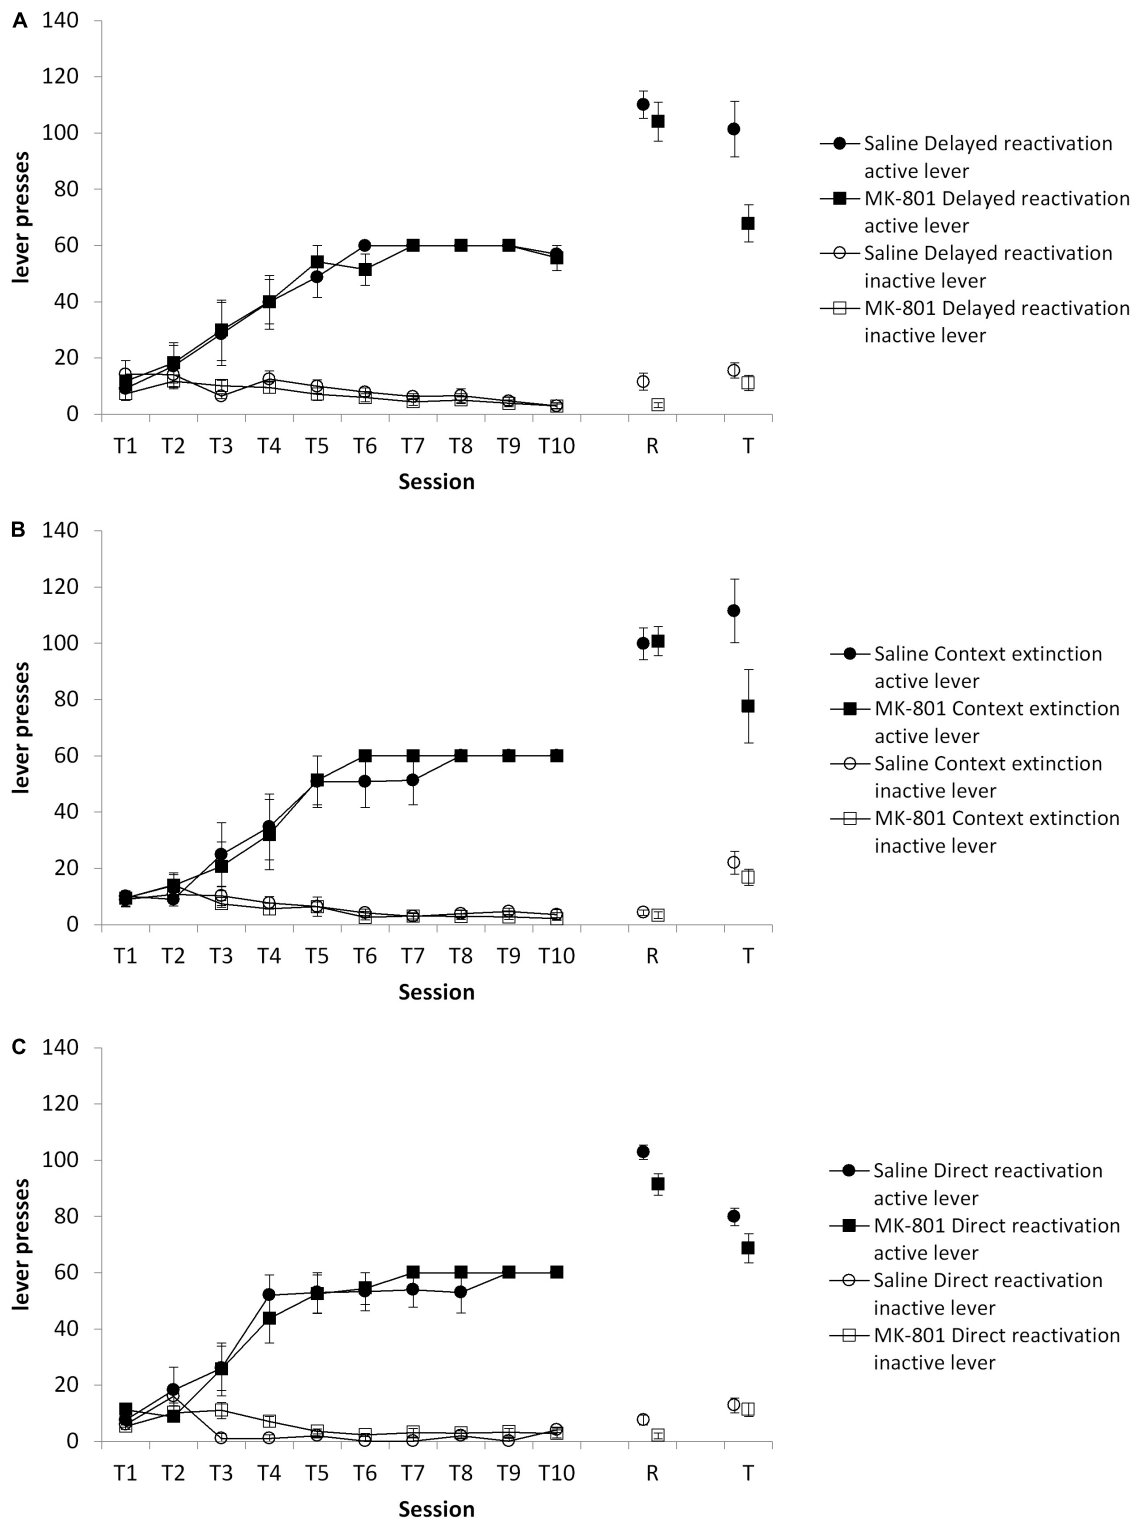 A
140
120
100
80
60
40
20
0
lever presses
T1 T2 T3 T4 T5 T6 T7 T8 T9 T10 R T
Session
Saline Delayed reactivation
active lever
MK-801 Delayed reactivation
active lever
Saline Delayed reactivation
inactive lever
MK-801 Delayed reactivation
inactive lever
B
140
120
100
80
60
40
20
0
lever presses
T1 T2 T3 T4 T5 T6 T7 T8 T9 T10 R T
Session
Saline Context extinction
active lever
MK-801 Context extinction
active lever
Saline Context extinction
inactive lever
MK-801 Context extinction
inactive lever
C
140
120
100
80
60
40
20
0
lever presses
T1 T2 T3 T4 T5 T6 T7 T8 T9 T10 R T
Session
Saline Direct reactivation
active lever
MK-801 Direct reactivation
active lever
Saline Direct reactivation
inactive lever
MK-801 Direct reactivation
inactive lever